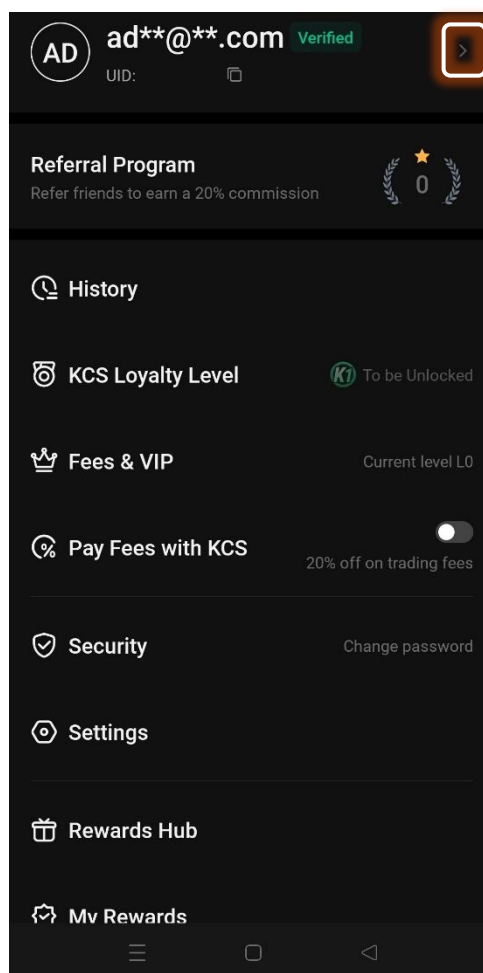 AD
ad**@**.com Verified
UID:
Referral Program
Refer friends to earn a 20% commission
0
History
KCS Loyalty Level
K1 To be Unlocked
Fees & VIP
Current level L0
Pay Fees with KCS
20% off on trading fees
Security
Change password
Settings
Rewards Hub
My Rewards